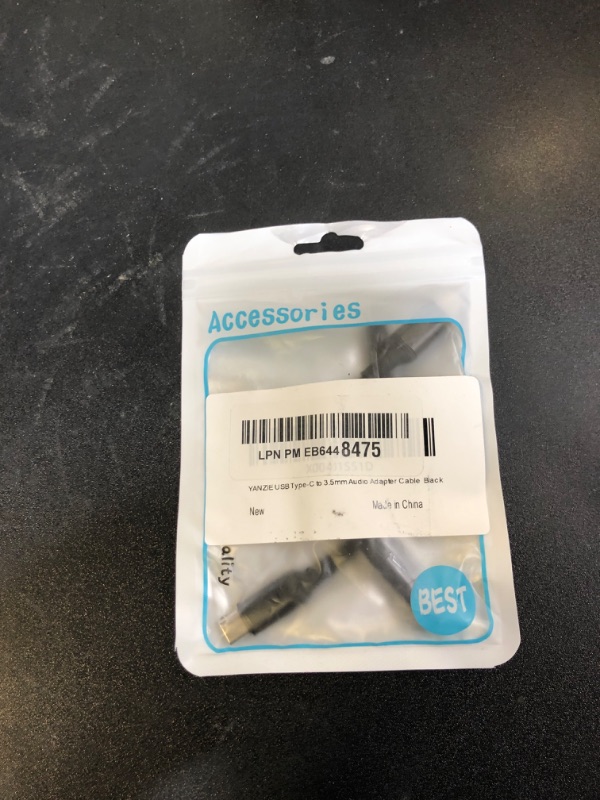 Accessories
LPN PM EB6448475
YANZIE USB Type-C to 3.5mm Audio Adapter Cable Black
New
Made in China
BEST